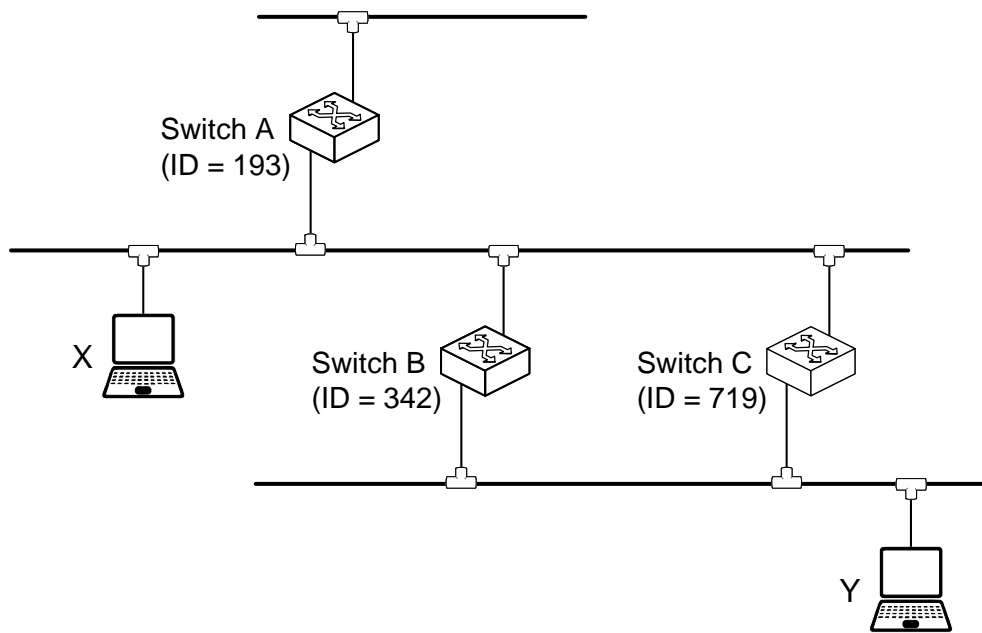 Switch A
(ID = 193)
X
Switch B
(ID = 342)
Switch C
(ID = 719)
Y